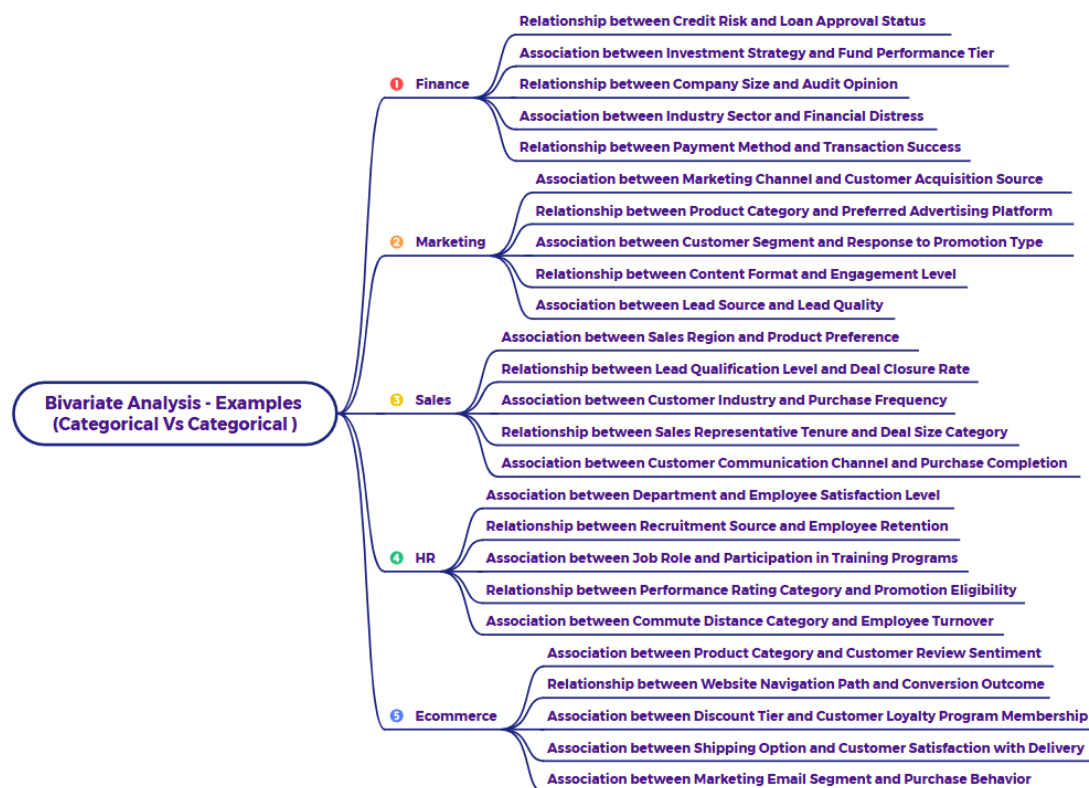 Bivariate Analysis - Examples
(Categorical Vs Categorical )
1 Finance
Relationship between Credit Risk and Loan Approval Status
Association between Investment Strategy and Fund Performance Tier
Relationship between Company Size and Audit Opinion
Association between Industry Sector and Financial Distress
Relationship between Payment Method and Transaction Success
2 Marketing
Association between Marketing Channel and Customer Acquisition Source
Relationship between Product Category and Preferred Advertising Platform
Association between Customer Segment and Response to Promotion Type
Relationship between Content Format and Engagement Level
Association between Lead Source and Lead Quality
3 Sales
Association between Sales Region and Product Preference
Relationship between Lead Qualification Level and Deal Closure Rate
Association between Customer Industry and Purchase Frequency
Relationship between Sales Representative Tenure and Deal Size Category
Association between Customer Communication Channel and Purchase Completion
4 HR
Association between Department and Employee Satisfaction Level
Relationship between Recruitment Source and Employee Retention
Association between Job Role and Participation in Training Programs
Relationship between Performance Rating Category and Promotion Eligibility
Association between Commute Distance Category and Employee Turnover
5 Ecommerce
Association between Product Category and Customer Review Sentiment
Relationship between Website Navigation Path and Conversion Outcome
Association between Discount Tier and Customer Loyalty Program Membership
Association between Shipping Option and Customer Satisfaction with Delivery
Association between Marketing Email Segment and Purchase Behavior